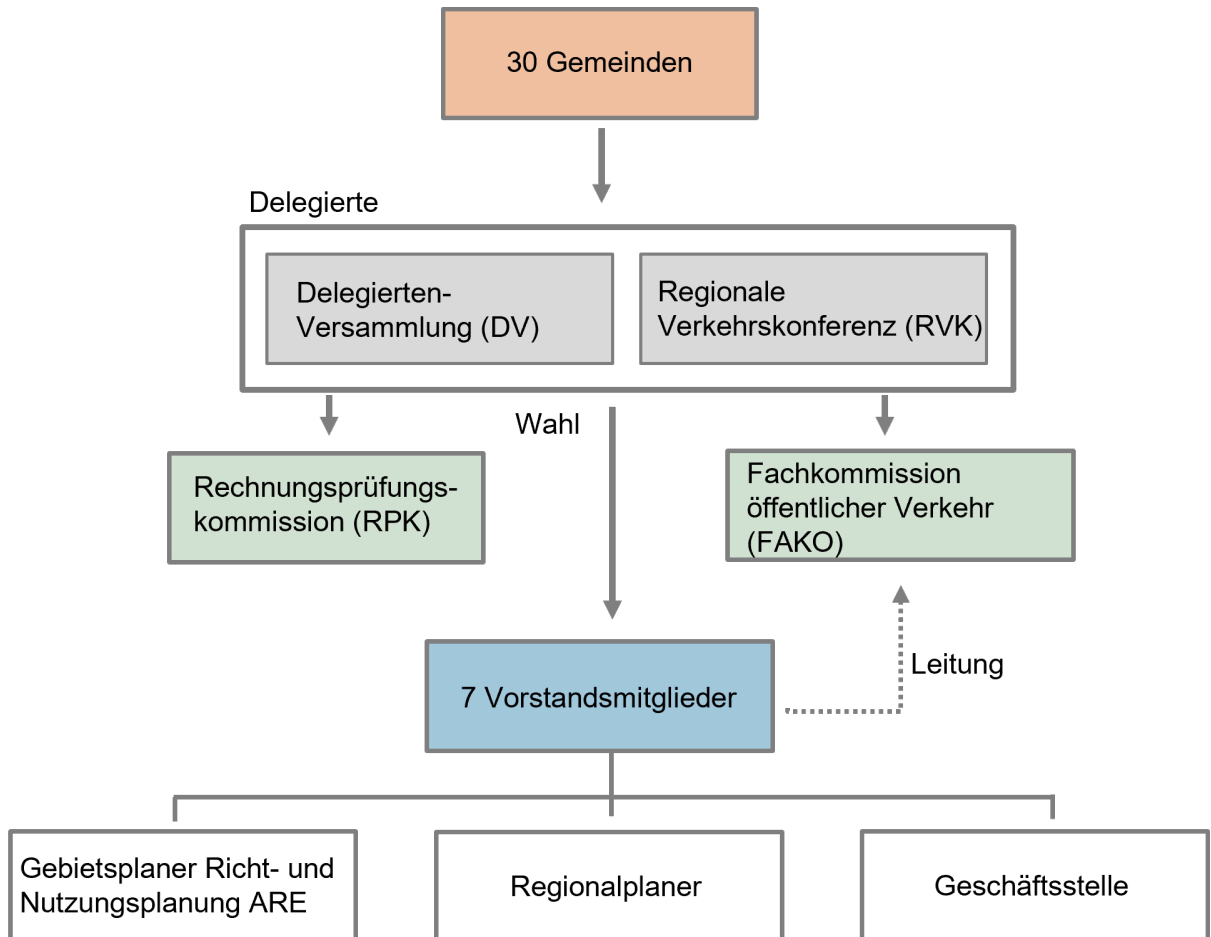 30 Gemeinden
Delegierte
Delegierten-
Versammlung (DV)
Regionale
Verkehrskonferenz (RVK)
Wahl
Rechnungsprüfungs-
kommission (RPK)
Fachkommission
öffentlicher Verkehr
(FAKO)
7 Vorstandsmitglieder
Leitung
Gebietsplaner Richt- und
Nutzungsplanung ARE
Regionalplaner
Geschäftsstelle